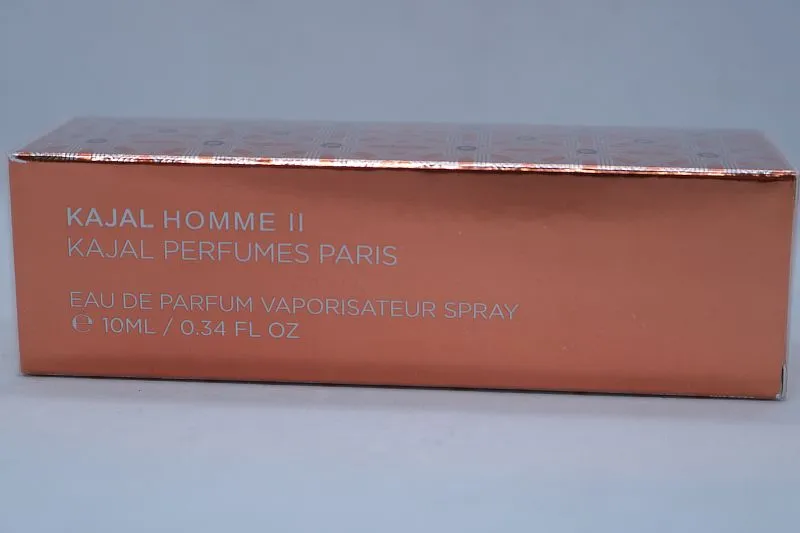 KAJAL HOMME II
KAJAL PERFUMES PARIS
EAU DE PARFUM VAPORISATEUR SPRAY
℮ 10ML / 0.34 FL OZ